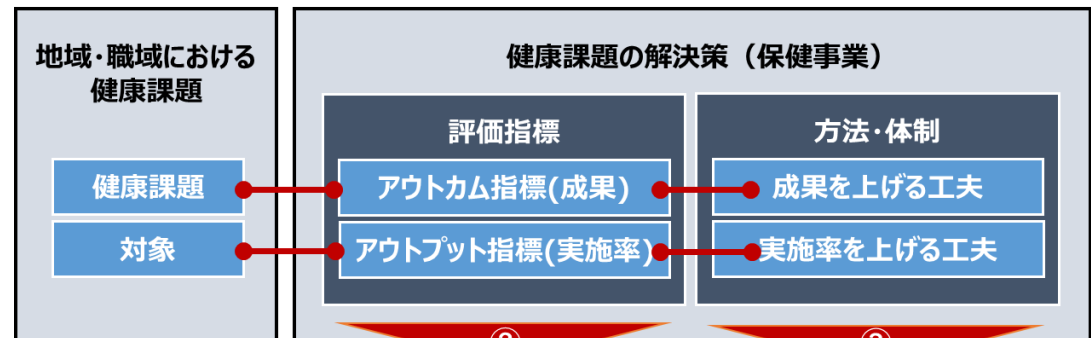 地域・職域における
健康課題
健康課題
対象
健康課題の解決策（保健事業）
評価指標
アウトカム指標(成果)
アウトプット指標(実施率)
方法・体制
成果を上げる工夫
実施率を上げる工夫